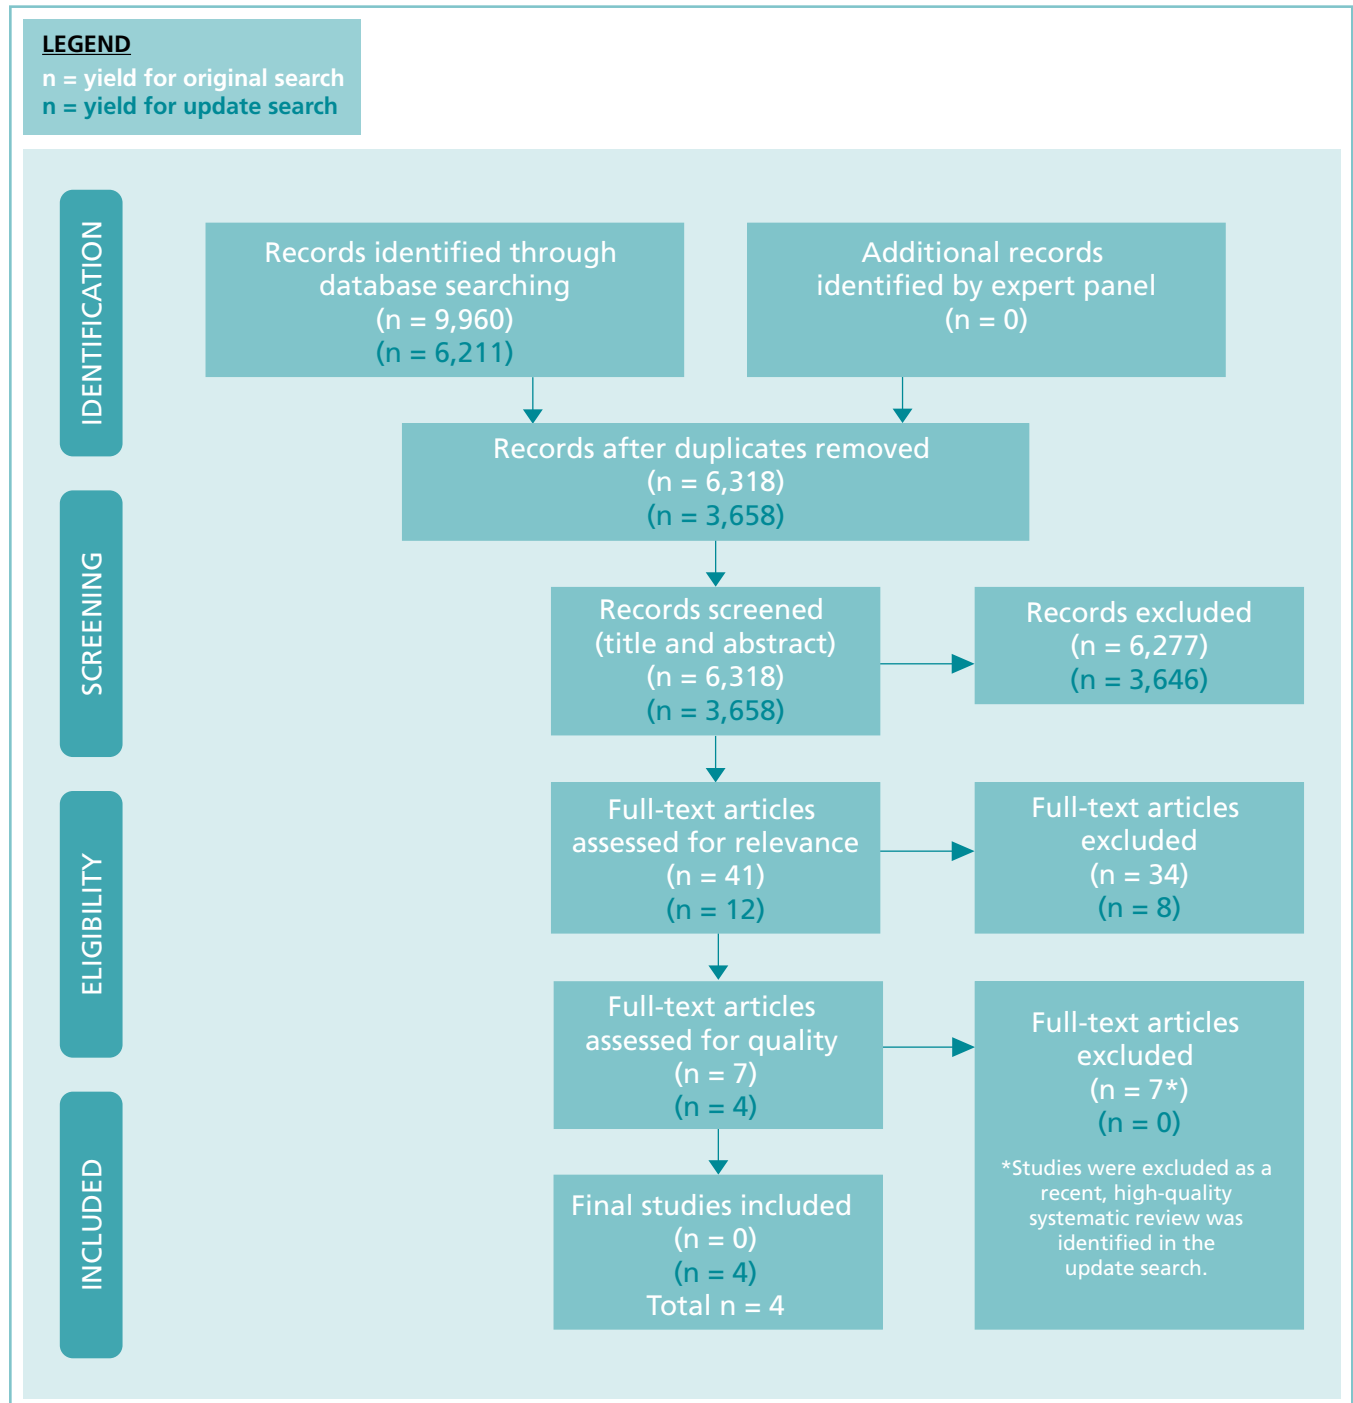 LEGEND
n = yield for original search
n = yield for update search
IDENTIFICATION
Records identified through
database searching
(n = 9,960)
(n = 6,211)
Additional records
identified by expert panel
(n = 0)
Records after duplicates removed
(n = 6,318)
(n = 3,658)
SCREENING
Records screened
(title and abstract)
(n = 6,318)
(n = 3,658)
Records excluded
(n = 6,277)
(n = 3,646)
ELIGIBILITY
Full-text articles
assessed for relevance
(n = 41)
(n = 12)
Full-text articles
excluded
(n = 34)
(n = 8)
Full-text articles
assessed for quality
(n = 7)
(n = 4)
Full-text articles
excluded
(n = 7*)
(n = 0)
*Studies were excluded as a
recent, high-quality
systematic review was
identified in the
update search.
INCLUDED
Final studies included
(n = 0)
(n = 4)
Total n = 4